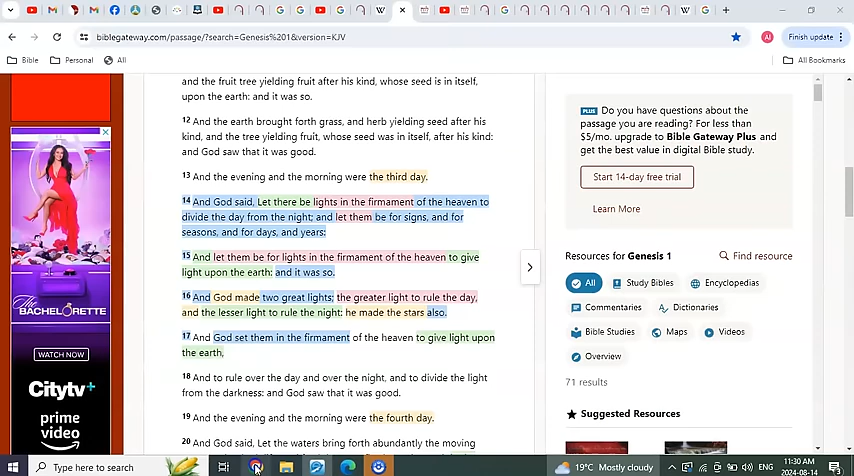 Finish update
biblegateway.com/passage/?search=Genesis%201&version=KJV
Bible
Personal
All
All Bookmarks
and the fruit tree yielding fruit after his kind, whose seed is in itself,
upon the earth: and it was so.
12 And the earth brought forth grass, and herb yielding seed after his
kind, and the tree yielding fruit, whose seed was in itself, after his kind:
and God saw that it was good.
13 And the evening and the morning were the third day.
14 And God said, Let there be lights in the firmament of the heaven to
divide the day from the night; and let them be for signs, and for
seasons, and for days, and years:
15 And let them be for lights in the firmament of the heaven to give
light upon the earth: and it was so.
16 And God made two great lights; the greater light to rule the day,
and the lesser light to rule the night: he made the stars also.
17 And God set them in the firmament of the heaven to give light upon
the earth,
18 And to rule over the day and over the night, and to divide the light
from the darkness: and God saw that it was good.
19 And the evening and the morning were the fourth day.
20 And God said, Let the waters bring forth abundantly the moving
The
BACHELORETTE
WATCH NOW
Citytv+
prime
video
PLUS Do you have questions about the
passage you are reading? For less than
$5/mo. upgrade to Bible Gateway Plus and
get the best value in digital Bible study.
Start 14-day free trial
Learn More
Resources for Genesis 1
Find resource
All
Study Bibles
Encyclopedias
Commentaries
Dictionaries
Bible Studies
Maps
Videos
Overview
71 results
Suggested Resources
Type here to search
19°C Mostly cloudy
ENG
11:30 AM
2024-08-14